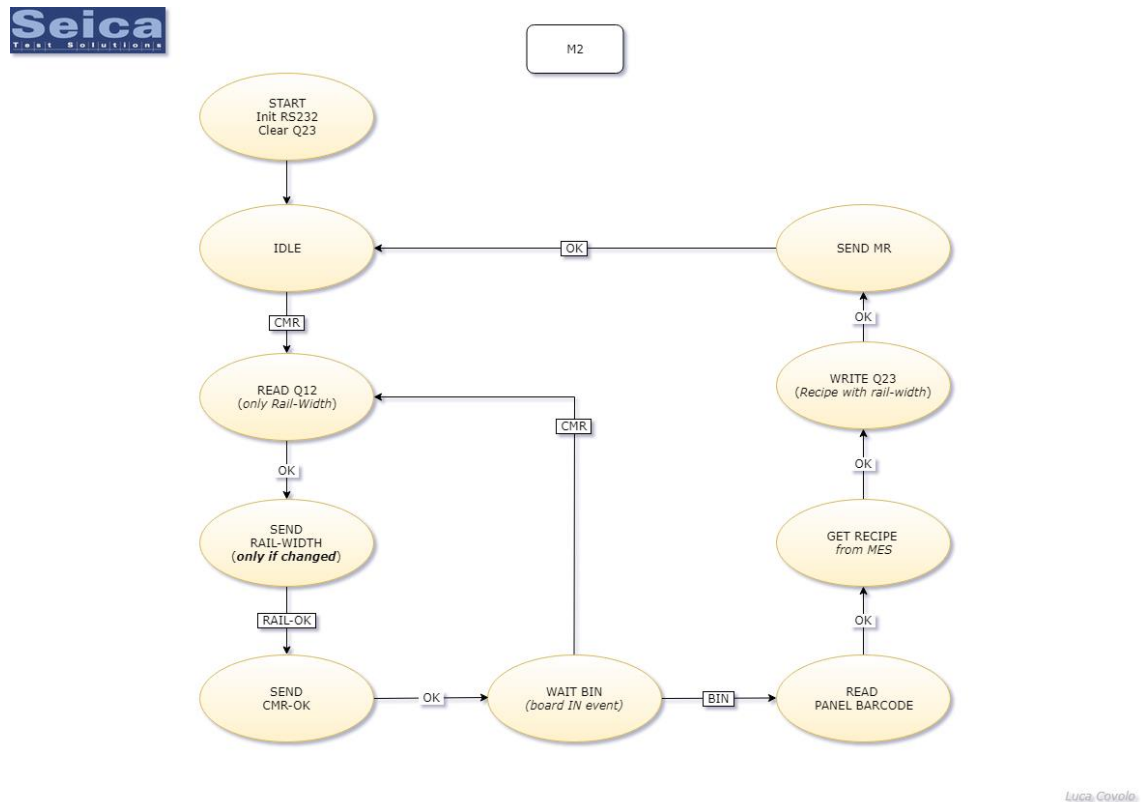 Seica
Test Solutions
M2
START
Init RS232
Clear Q23
IDLE
OK
SEND MR
CMR
OK
READ Q12
(only Rail-Width)
WRITE Q23
(Recipe with rail-width)
CMR
OK
OK
SEND
RAIL-WIDTH
(only if changed)
GET RECIPE
from MES
RAIL-OK
OK
SEND
CMR-OK
OK
WAIT BIN
(board IN event)
BIN
READ
PANEL BARCODE
Luca Covolo